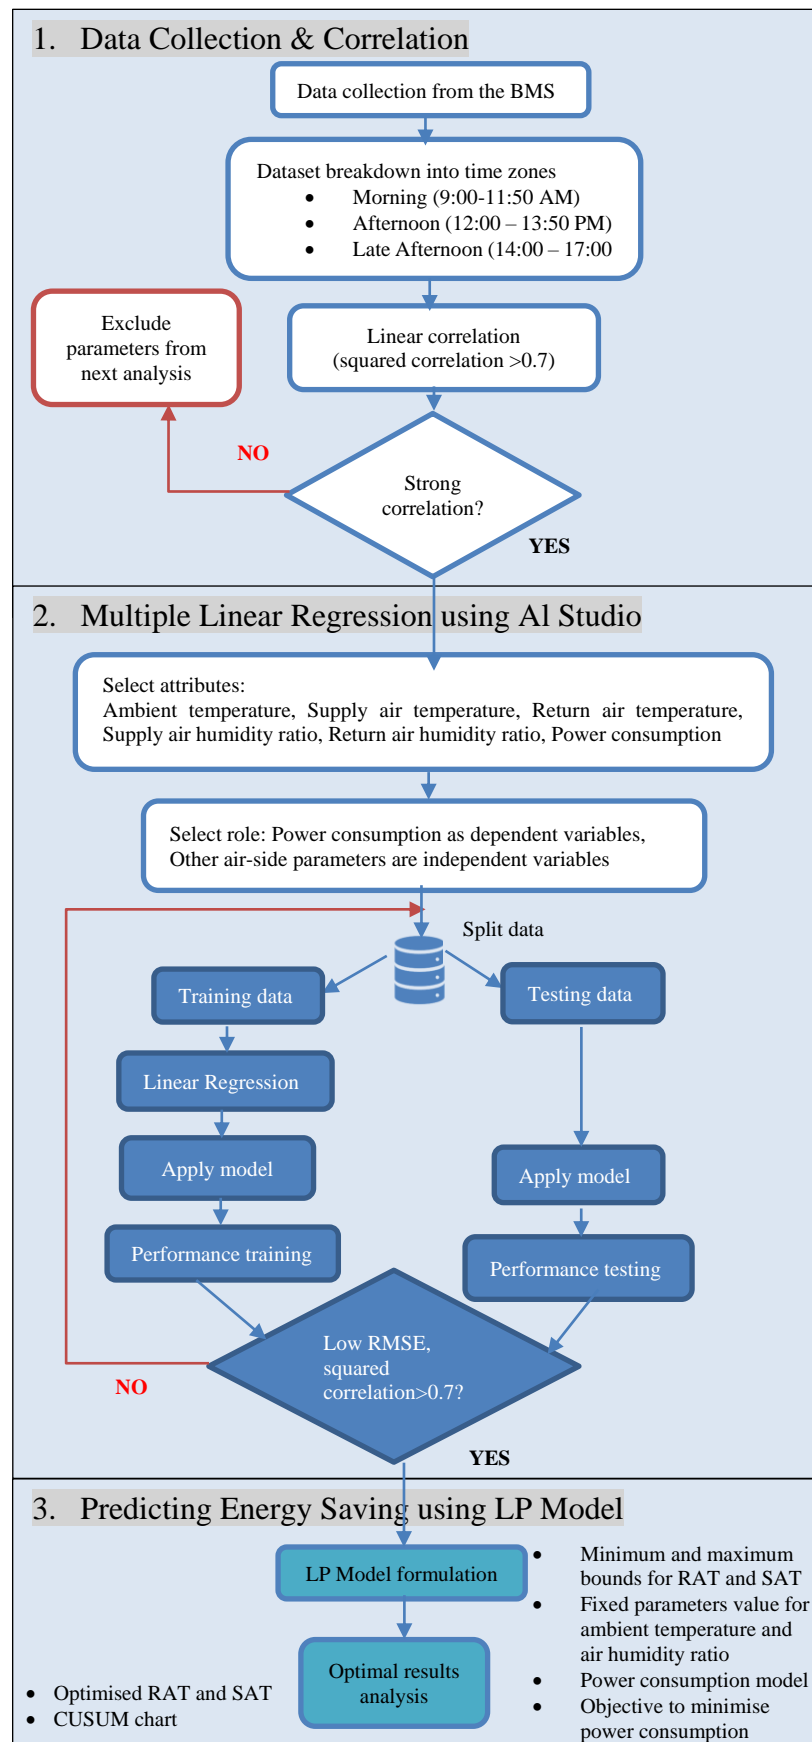 1. Data Collection & Correlation
Data collection from the BMS
Dataset breakdown into time zones
• Morning (9:00-11:50 AM)
• Afternoon (12:00 – 13:50 PM)
• Late Afternoon (14:00 – 17:00
Exclude
parameters from
next analysis
Linear correlation
(squared correlation >0.7)
NO
Strong
correlation?
YES
2. Multiple Linear Regression using Al Studio
Select attributes:
Ambient temperature, Supply air temperature, Return air temperature,
Supply air humidity ratio, Return air humidity ratio, Power consumption
Select role: Power consumption as dependent variables,
Other air-side parameters are independent variables
Split data
Training data
Testing data
Linear Regression
Apply model
Apply model
Performance training
Performance testing
Low RMSE,
squared
correlation>0.7?
NO
YES
3. Predicting Energy Saving using LP Model
LP Model formulation
• Minimum and maximum
bounds for RAT and SAT
• Fixed parameters value for
ambient temperature and
air humidity ratio
• Power consumption model
• Objective to minimise
power consumption
Optimal results
analysis
• Optimised RAT and SAT
• CUSUM chart